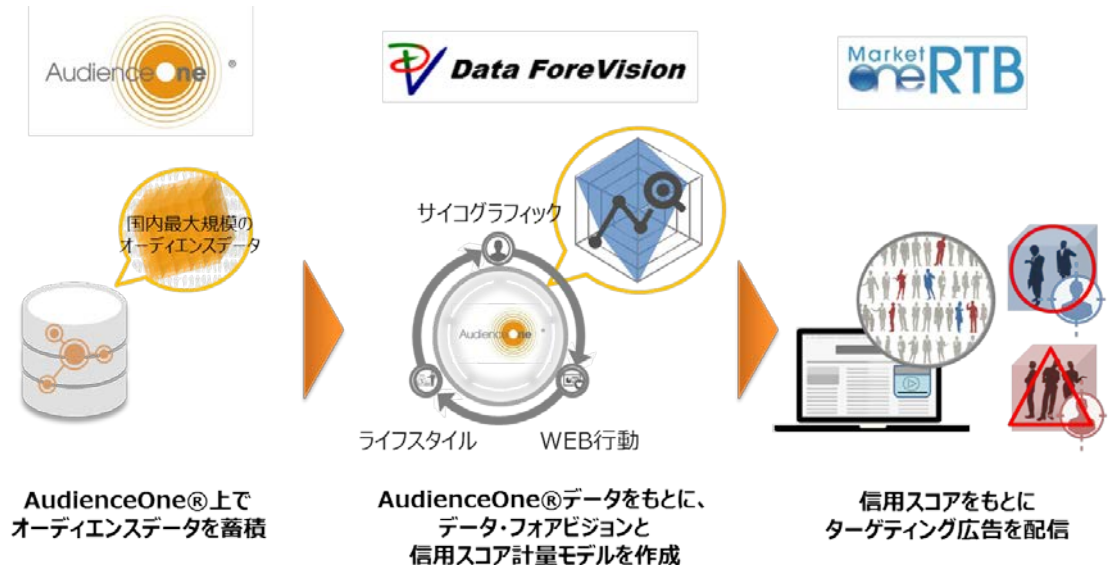 AudienceOne ®
Data ForeVision
Market
oneRTB
国内最大規模の
オーディエンスデータ
サイコグラフィック
AudienceOne ®
ライフスタイル
WEB行動
AudienceOne®上で
オーディエンスデータを蓄積
AudienceOne®データをもとに、
データ・フォアビジョンと
信用スコア計量モデルを作成
信用スコアをもとに
ターゲティング広告を配信